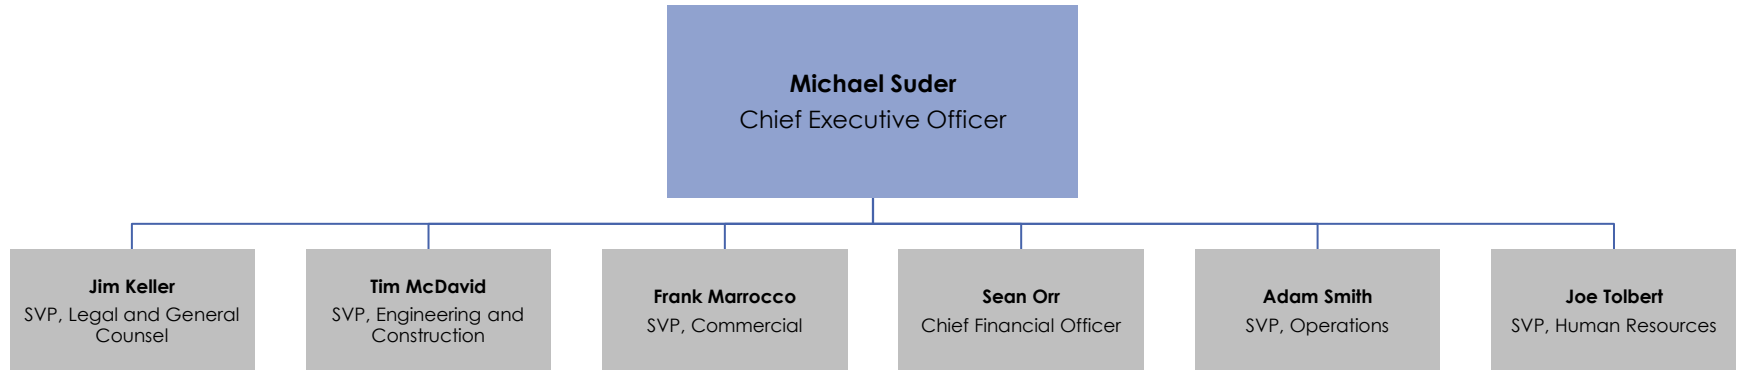 Michael Suder
Chief Executive Officer
Jim Keller
SVP, Legal and General
Counsel
Tim McDavid
SVP, Engineering and
Construction
Frank Marrocco
SVP, Commercial
Sean Orr
Chief Financial Officer
Adam Smith
SVP, Operations
Joe Tolbert
SVP, Human Resources